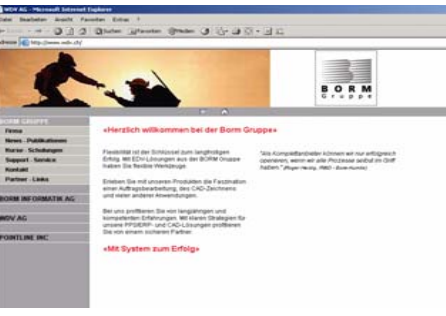 WDV AG - Microsoft Internet Explorer
Datei Bearbeiten Ansicht Favoriten Extras ?
Suchen Favoriten Medien
Adresse http://www.wdv.ch/
BORM
Gruppe
BORM GRUPPE
Firma
News - Publikationen
Kurse - Schulungen
Support - Service
Kontakt
Partner - Links
BORM INFORMATIK AG
WDV AG
POINTLINE INC
«Herzlich willkommen bei der Borm Gruppe»
Flexibilität ist der Schlüssel zum langfristigen
Erfolg. Mit EDV-Lösungen aus der BORM Gruppe
haben Sie flexible Werkzeuge.
Erleben Sie mit unseren Produkten die Faszination
einer Auftragsbearbeitung, des CAD-Zeichnens
und vielen anderen Anwendungen.
Bei uns profitieren Sie von langjährigen und
kompetenten Erfahrungen. Mit klaren Strategien für
unsere PPS/ERP- und CAD-Lösungen profitieren
Sie von einem sicheren Partner.
«Mit System zum Erfolg»
"Als Komplettanbieter können wir nur erfolgreich
operieren, wenn wir alle Prozesse selbst im Griff
haben."